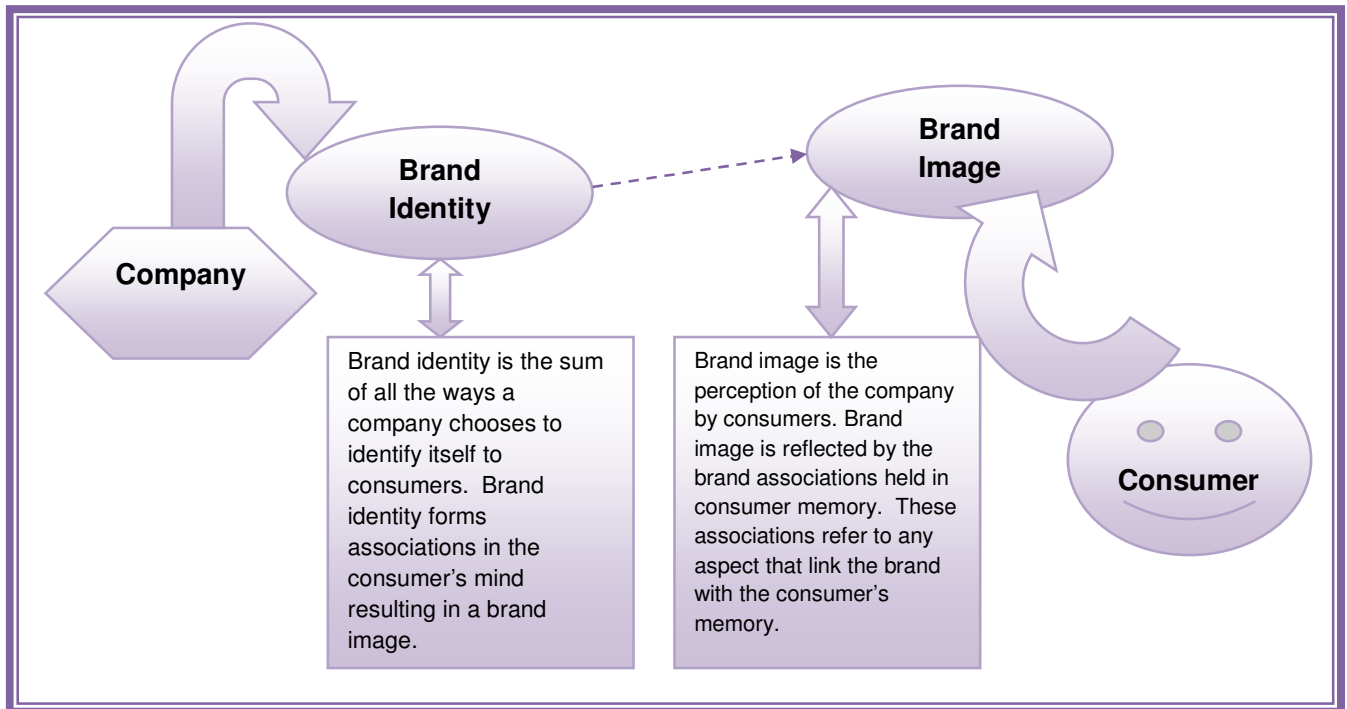 Company
Brand
Identity
Brand
Image
Consumer
Brand identity is the sum
of all the ways a
company chooses to
identify itself to
consumers.  Brand
identity forms
associations in the
consumer’s mind
resulting in a brand
image.
Brand image is the
perception of the company
by consumers. Brand
image is reflected by the
brand associations held in
consumer memory.  These
associations refer to any
aspect that link the brand
with the consumer’s
memory.